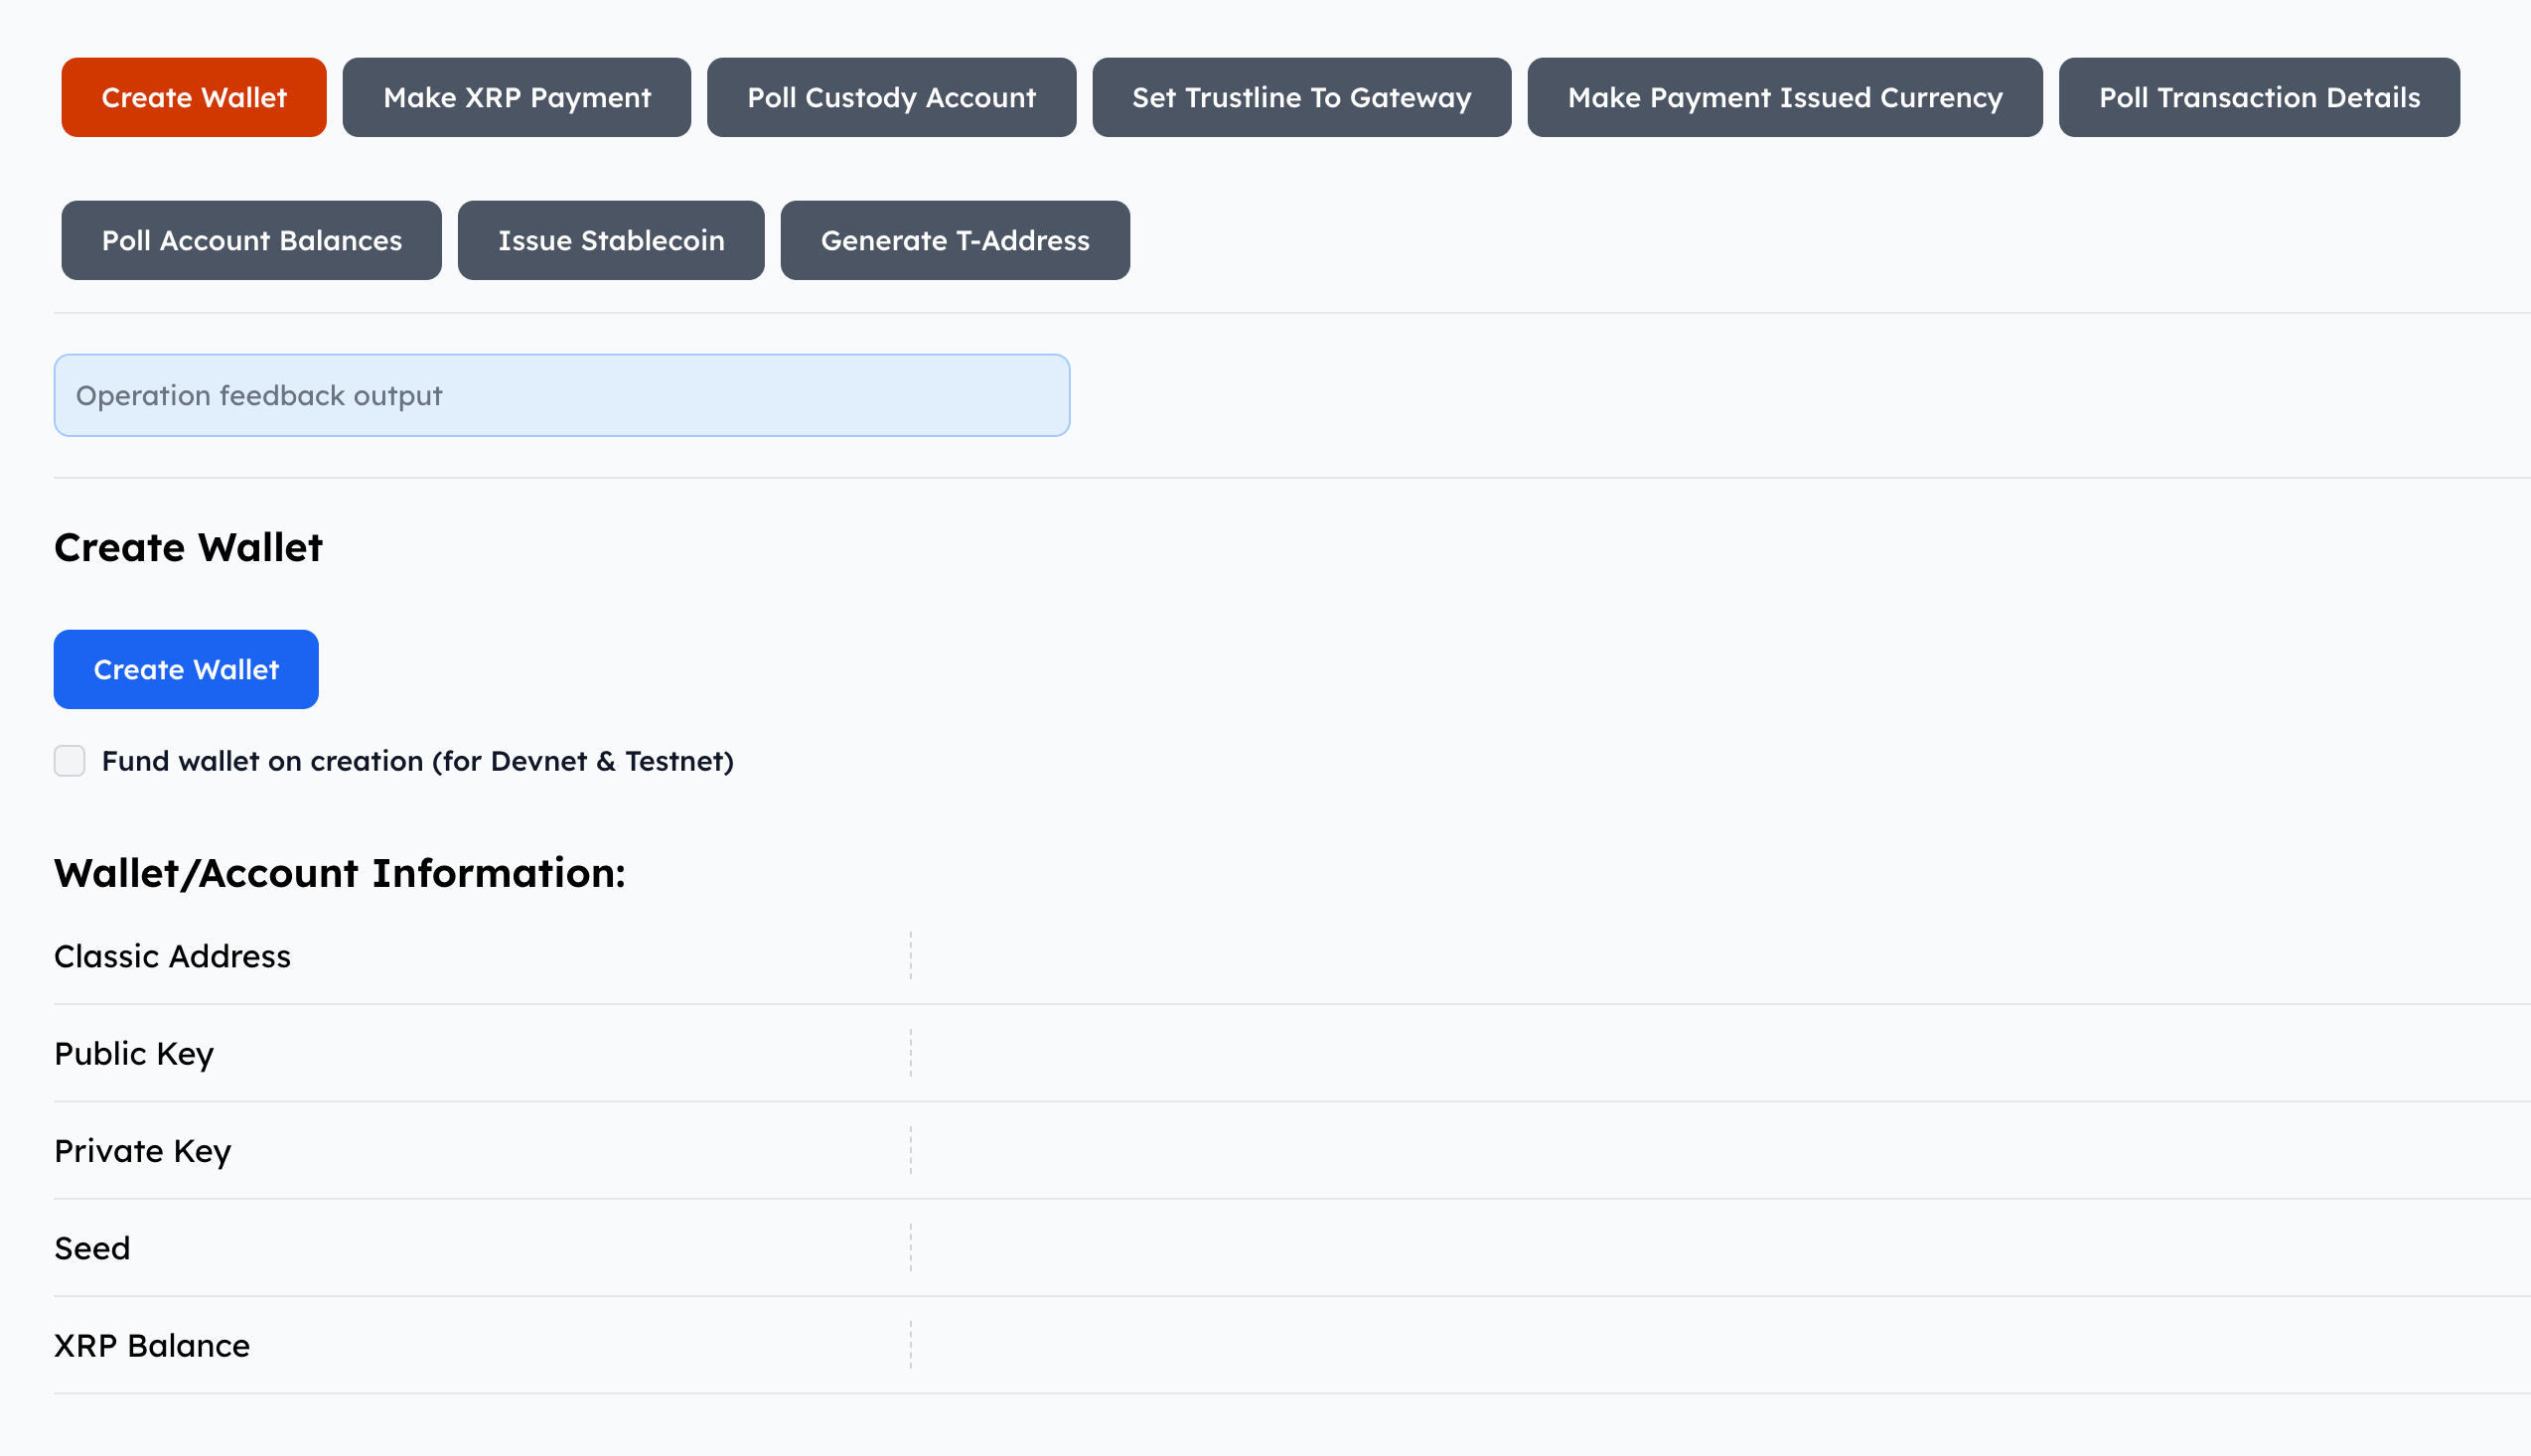 Create Wallet Make XRP Payment Poll Custody Account Set Trustline To Gateway Make Payment Issued Currency Poll Transaction Details
Poll Account Balances Issue Stablecoin Generate T-Address
Operation feedback output
Create Wallet
Create Wallet
Fund wallet on creation (for Devnet & Testnet)
Wallet/Account Information:
Classic Address
Public Key
Private Key
Seed
XRP Balance